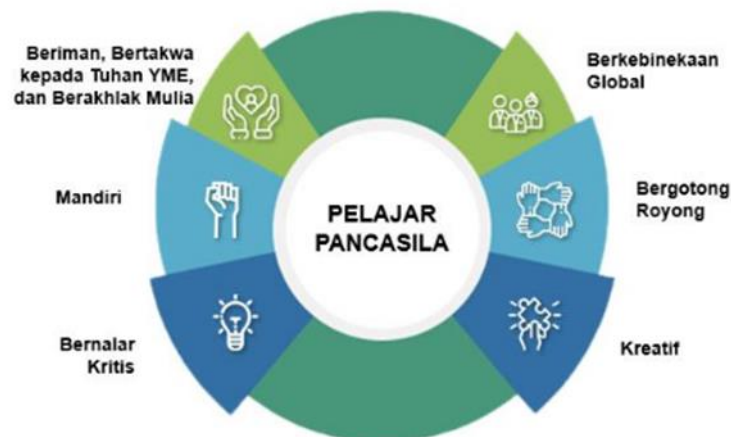 Beriman, Bertakwa
kepada Tuhan YME,
dan Berakhlak Mulia
Berkebinekaan
Global
Mandiri
PELAJAR
PANCASILA
Bergotong
Royong
Bernalar
Kritis
Kreatif